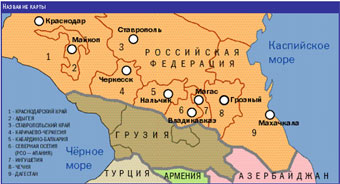 Название карты
Краснодар
Ставрополь
Майкоп
3
РОССИЙСКАЯ
ФЕДЕРАЦИЯ
Каспийское
море
1
2
Черкесск
4
5
Магас
Нальчик
Грозный
6
7
8
Владикавказ
Махачкала
9
ГРУЗИЯ
Чёрное
море
ТУРЦИЯ
АРМЕНИЯ
АЗЕРБАЙДЖАН
1 - КРАСНОДАРСКИЙ КРАЙ
2 - АДЫГЕЯ
3 - СТАВРОПОЛЬСКИЙ КРАЙ
4 - КАРАЧАЕВО-ЧЕРКЕССИЯ
5 - КАБАРДИНО-БАЛКАРИЯ
6 - СЕВЕРНАЯ ОСЕТИЯ
(РСО — АЛАНИЯ)
7 - ИНГУШЕТИЯ
8 - ЧЕЧНЯ
9 - ДАГЕСТАН